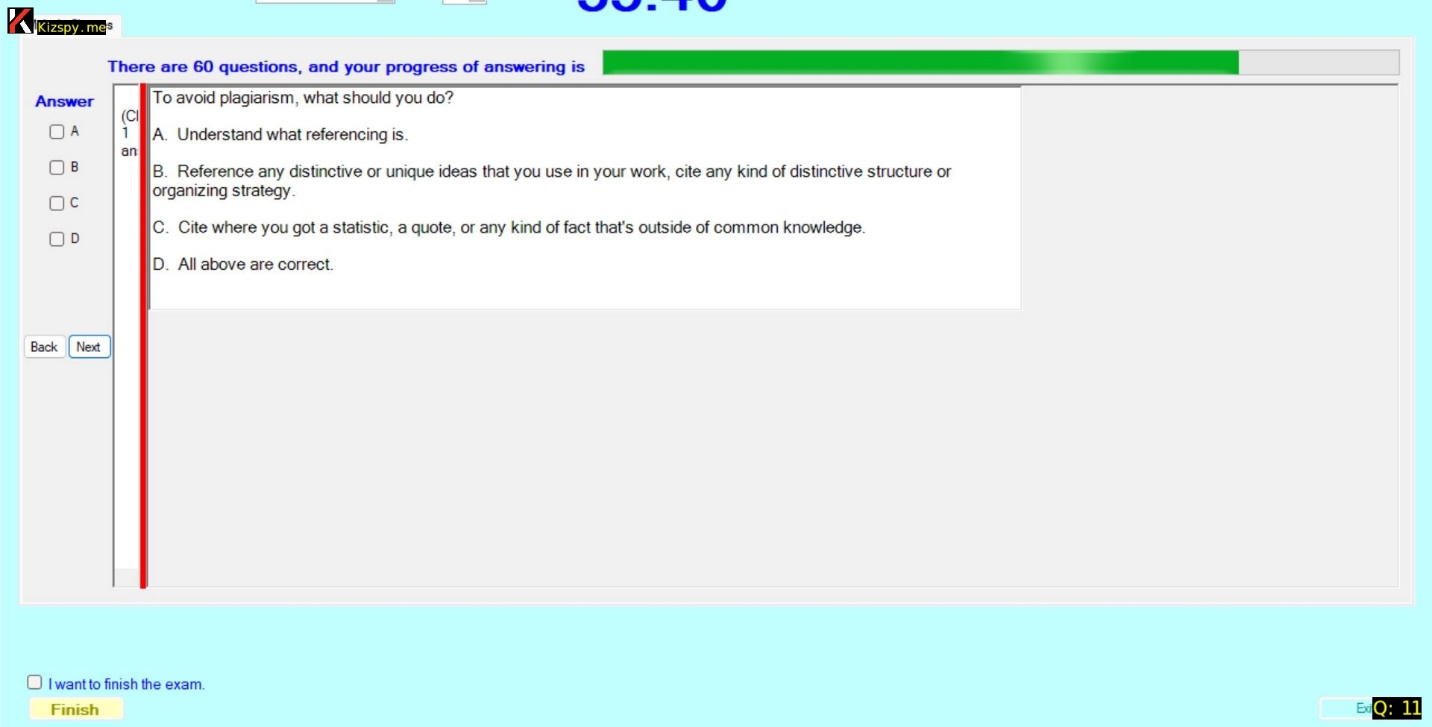 Kizspy.me
There are 60 questions, and your progress of answering is
Answer
A
B
C
D
(Cl
1
an
To avoid plagiarism, what should you do?
A. Understand what referencing is.
B. Reference any distinctive or unique ideas that you use in your work, cite any kind of distinctive structure or
organizing strategy.
C. Cite where you got a statistic, a quote, or any kind of fact that's outside of common knowledge.
D. All above are correct.
Back Next
I want to finish the exam.
Finish
Q: 11